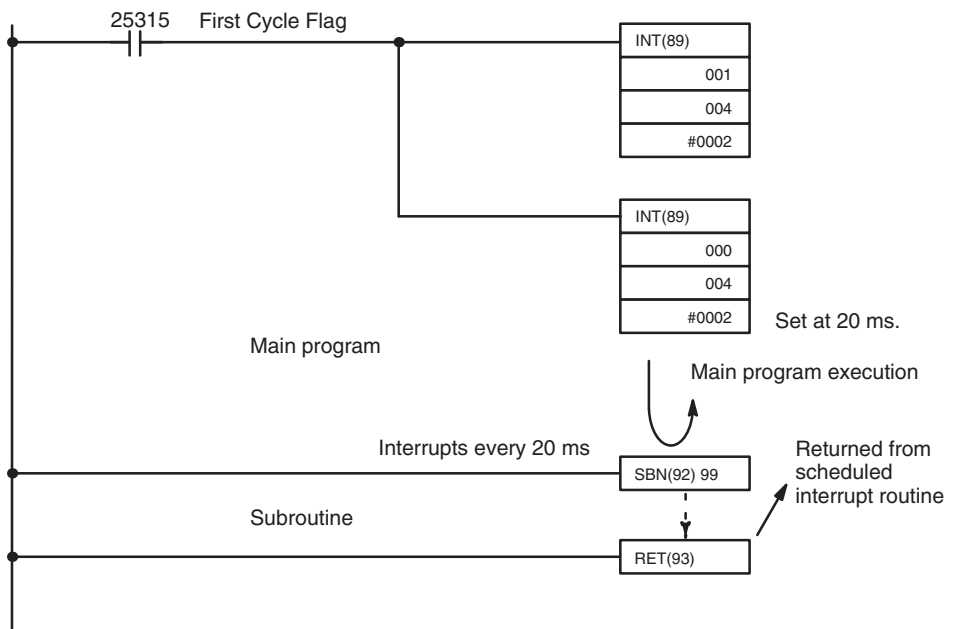 25315 First Cycle Flag
INT(89)
001
004
#0002
INT(89)
000
004
#0002
Set at 20 ms.
Main program
Main program execution
Interrupts every 20 ms
SBN(92) 99
Returned from
scheduled
interrupt routine
Subroutine
RET(93)